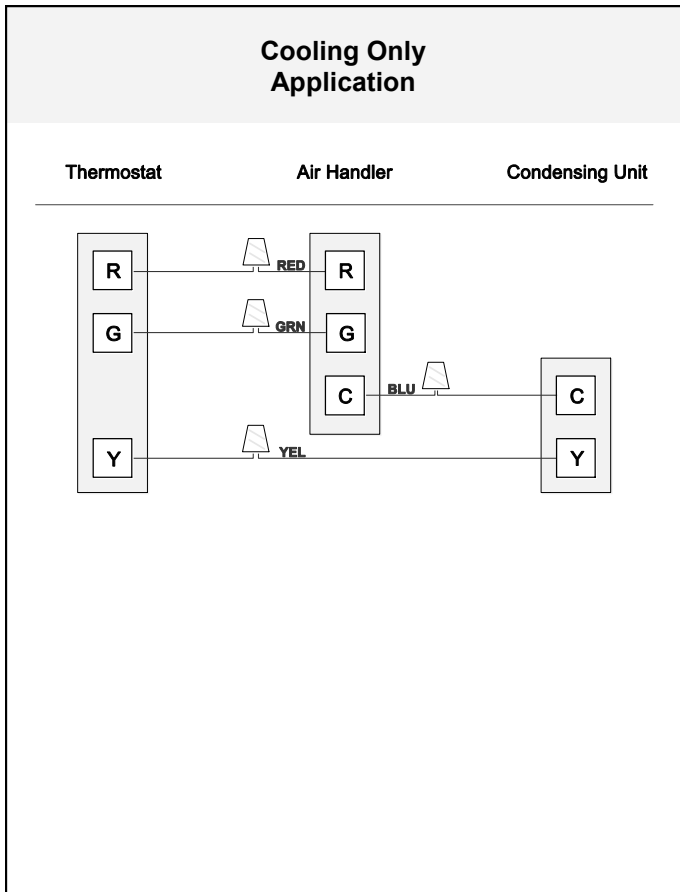 Cooling Only
Application
Thermostat Air Handler Condensing Unit
R RED R
G GRN G
C BLU C
Y YEL Y